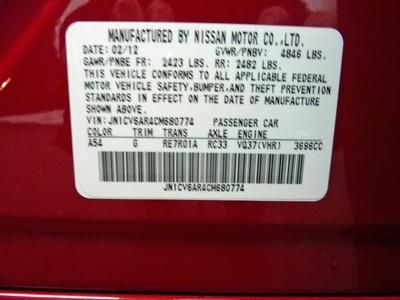 MANUFACTURED BY NISSAN MOTOR CO.,LTD.
DATE: 02/12 GVWR/PNBV: 4846 LBS.
GAWR/PNBE FR: 2423 LBS. RR: 2482 LBS.
THIS VEHICLE CONFORMS TO ALL APPLICABLE FEDERAL
MOTOR VEHICLE SAFETY, BUMPER, AND THEFT PREVENTION
STANDARDS IN EFFECT ON THE DATE OF MANUFACTURE
SHOWN ABOVE.
VIN: JN1CV6AR4CM680774 PASSENGER CAR
COLOR TRIM TRANS AXLE ENGINE
A54 G RE7R01A RC33 VQ37(VHR) 3696CC
JN1CV6AR4CM680774